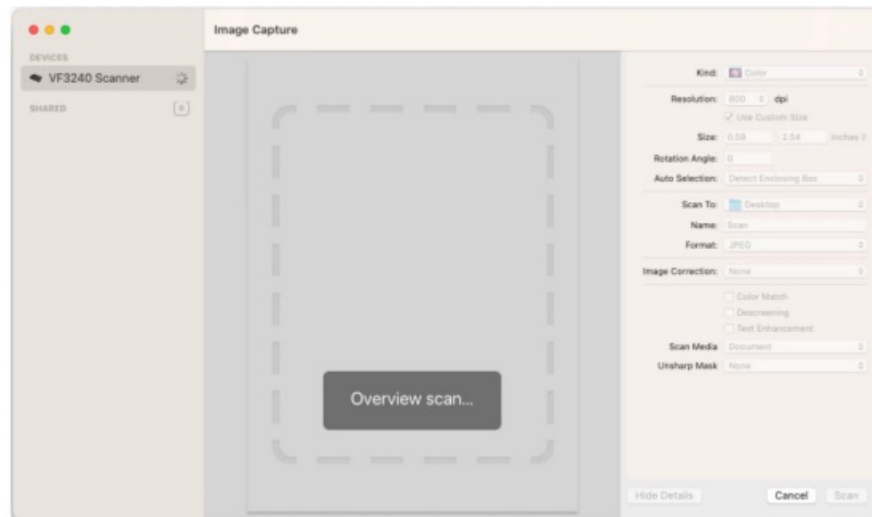 Image Capture
DEVICES
VF3240 Scanner
SHARED
Overview scan...
Kind: Color
Resolution: 600 dpi
Use Custom Size
Size: 0.59 2.54 inches
Rotation Angle: 0
Auto Selection: Detect Enclosing Box
Scan To: Desktop
Name: Scan
Format: JPEG
Image Correction: None
Color Match
Descreening
Text Enhancement
Scan Media Document
Unsharp Mask None
Hide Details Cancel Scan